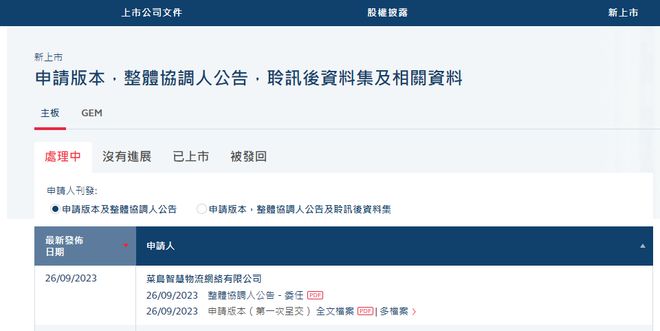 上市公司文件 股權披露 新上市
新上市
申請版本，整體協調人公告，聆訊後資料集及相關資料
主板 GEM
處理中 沒有進展 已上市 被發回
申請人刊發:
申請版本及整體協調人公告 申請版本，整體協調人公告及聆訊後資料集
最新發佈
日期
申請人
26/09/2023 菜鳥智慧物流網絡有限公司
26/09/2023 整體協調人公告 - 委任 PDF
26/09/2023 申請版本 ( 第一次呈交 ) 全文檔案 PDF | 多檔案 >